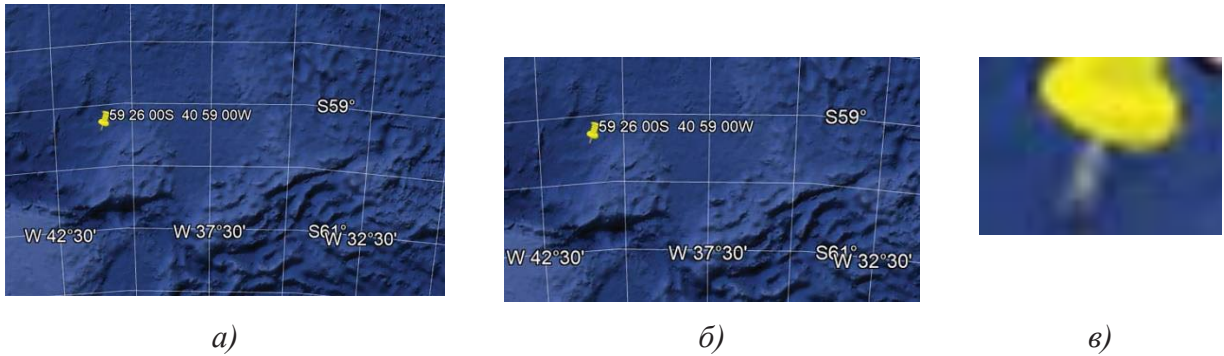 S59°
59 26 00S 40 59 00W
W 42°30'
W 37°30'
S61°
W 32°30'
а)
S59°
59 26 00S 40 59 00W
W 42°30'
W 37°30'
S61°
W 32°30'
б)
в)